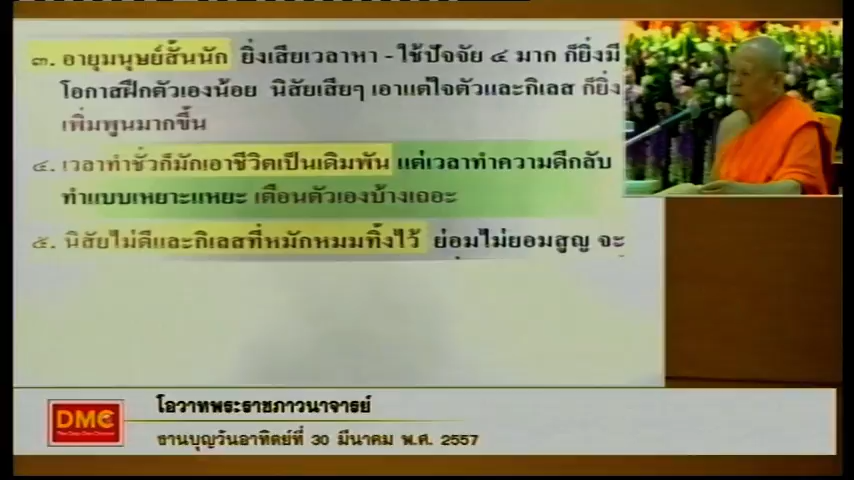 ๓. อายุมนุษย์สั้นนัก ยิ่งเสียเวลาหา - ใช้ปัจจัย ๔ มาก ก็ยิ่งมี
โอกาสฝึกตัวเองน้อย นิสัยเสียๆ เอาแต่ใจตัวและกิเลส ก็ยิ่ง
เพิ่มพูนมากขึ้น
๔. เวลาทำชั่วก็มักเอาชีวิตเป็นเดิมพัน แต่เวลาทำความดีกลับ
ทำแบบเหยาะแหยะ เตือนตัวเองบ้างเถอะ
๕. นิสัยไม่ดีและกิเลสที่หมักหมมทิ้งไว้ ย่อมไม่ยอมสูญ จะ
DMC
โอวาทพระราชภาวนาจารย์
งานบุญวันอาทิตย์ที่ 30 มีนาคม พ.ศ. 2557